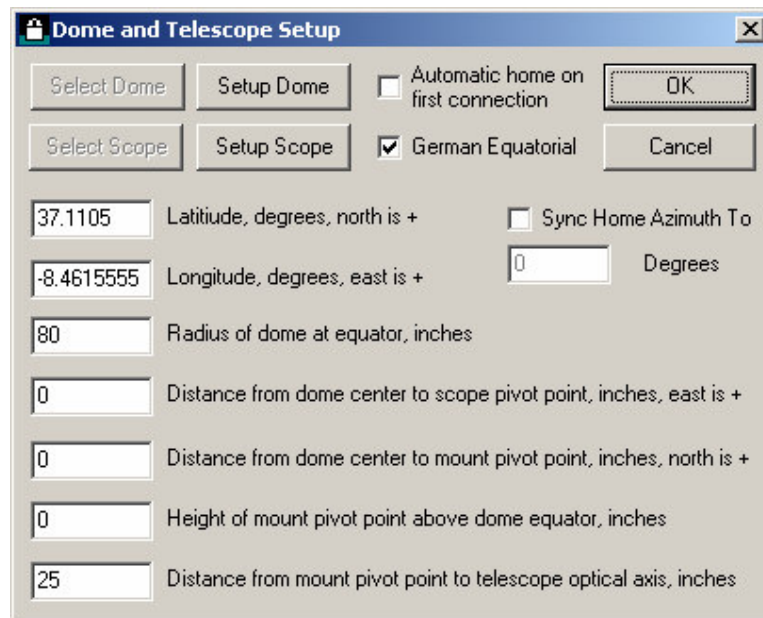 Dome and Telescope Setup
Select Dome
Setup Dome
Automatic home on
first connection
OK
Select Scope
Setup Scope
German Equatorial
Cancel
37.1105
Latitiude, degrees, north is +
Sync Home Azimuth To
0
Degrees
-8.4615555
Longitude, degrees, east is +
80
Radius of dome at equator, inches
0
Distance from dome center to scope pivot point, inches, east is +
0
Distance from dome center to mount pivot point, inches, north is +
0
Height of mount pivot point above dome equator, inches
25
Distance from mount pivot point to telescope optical axis, inches